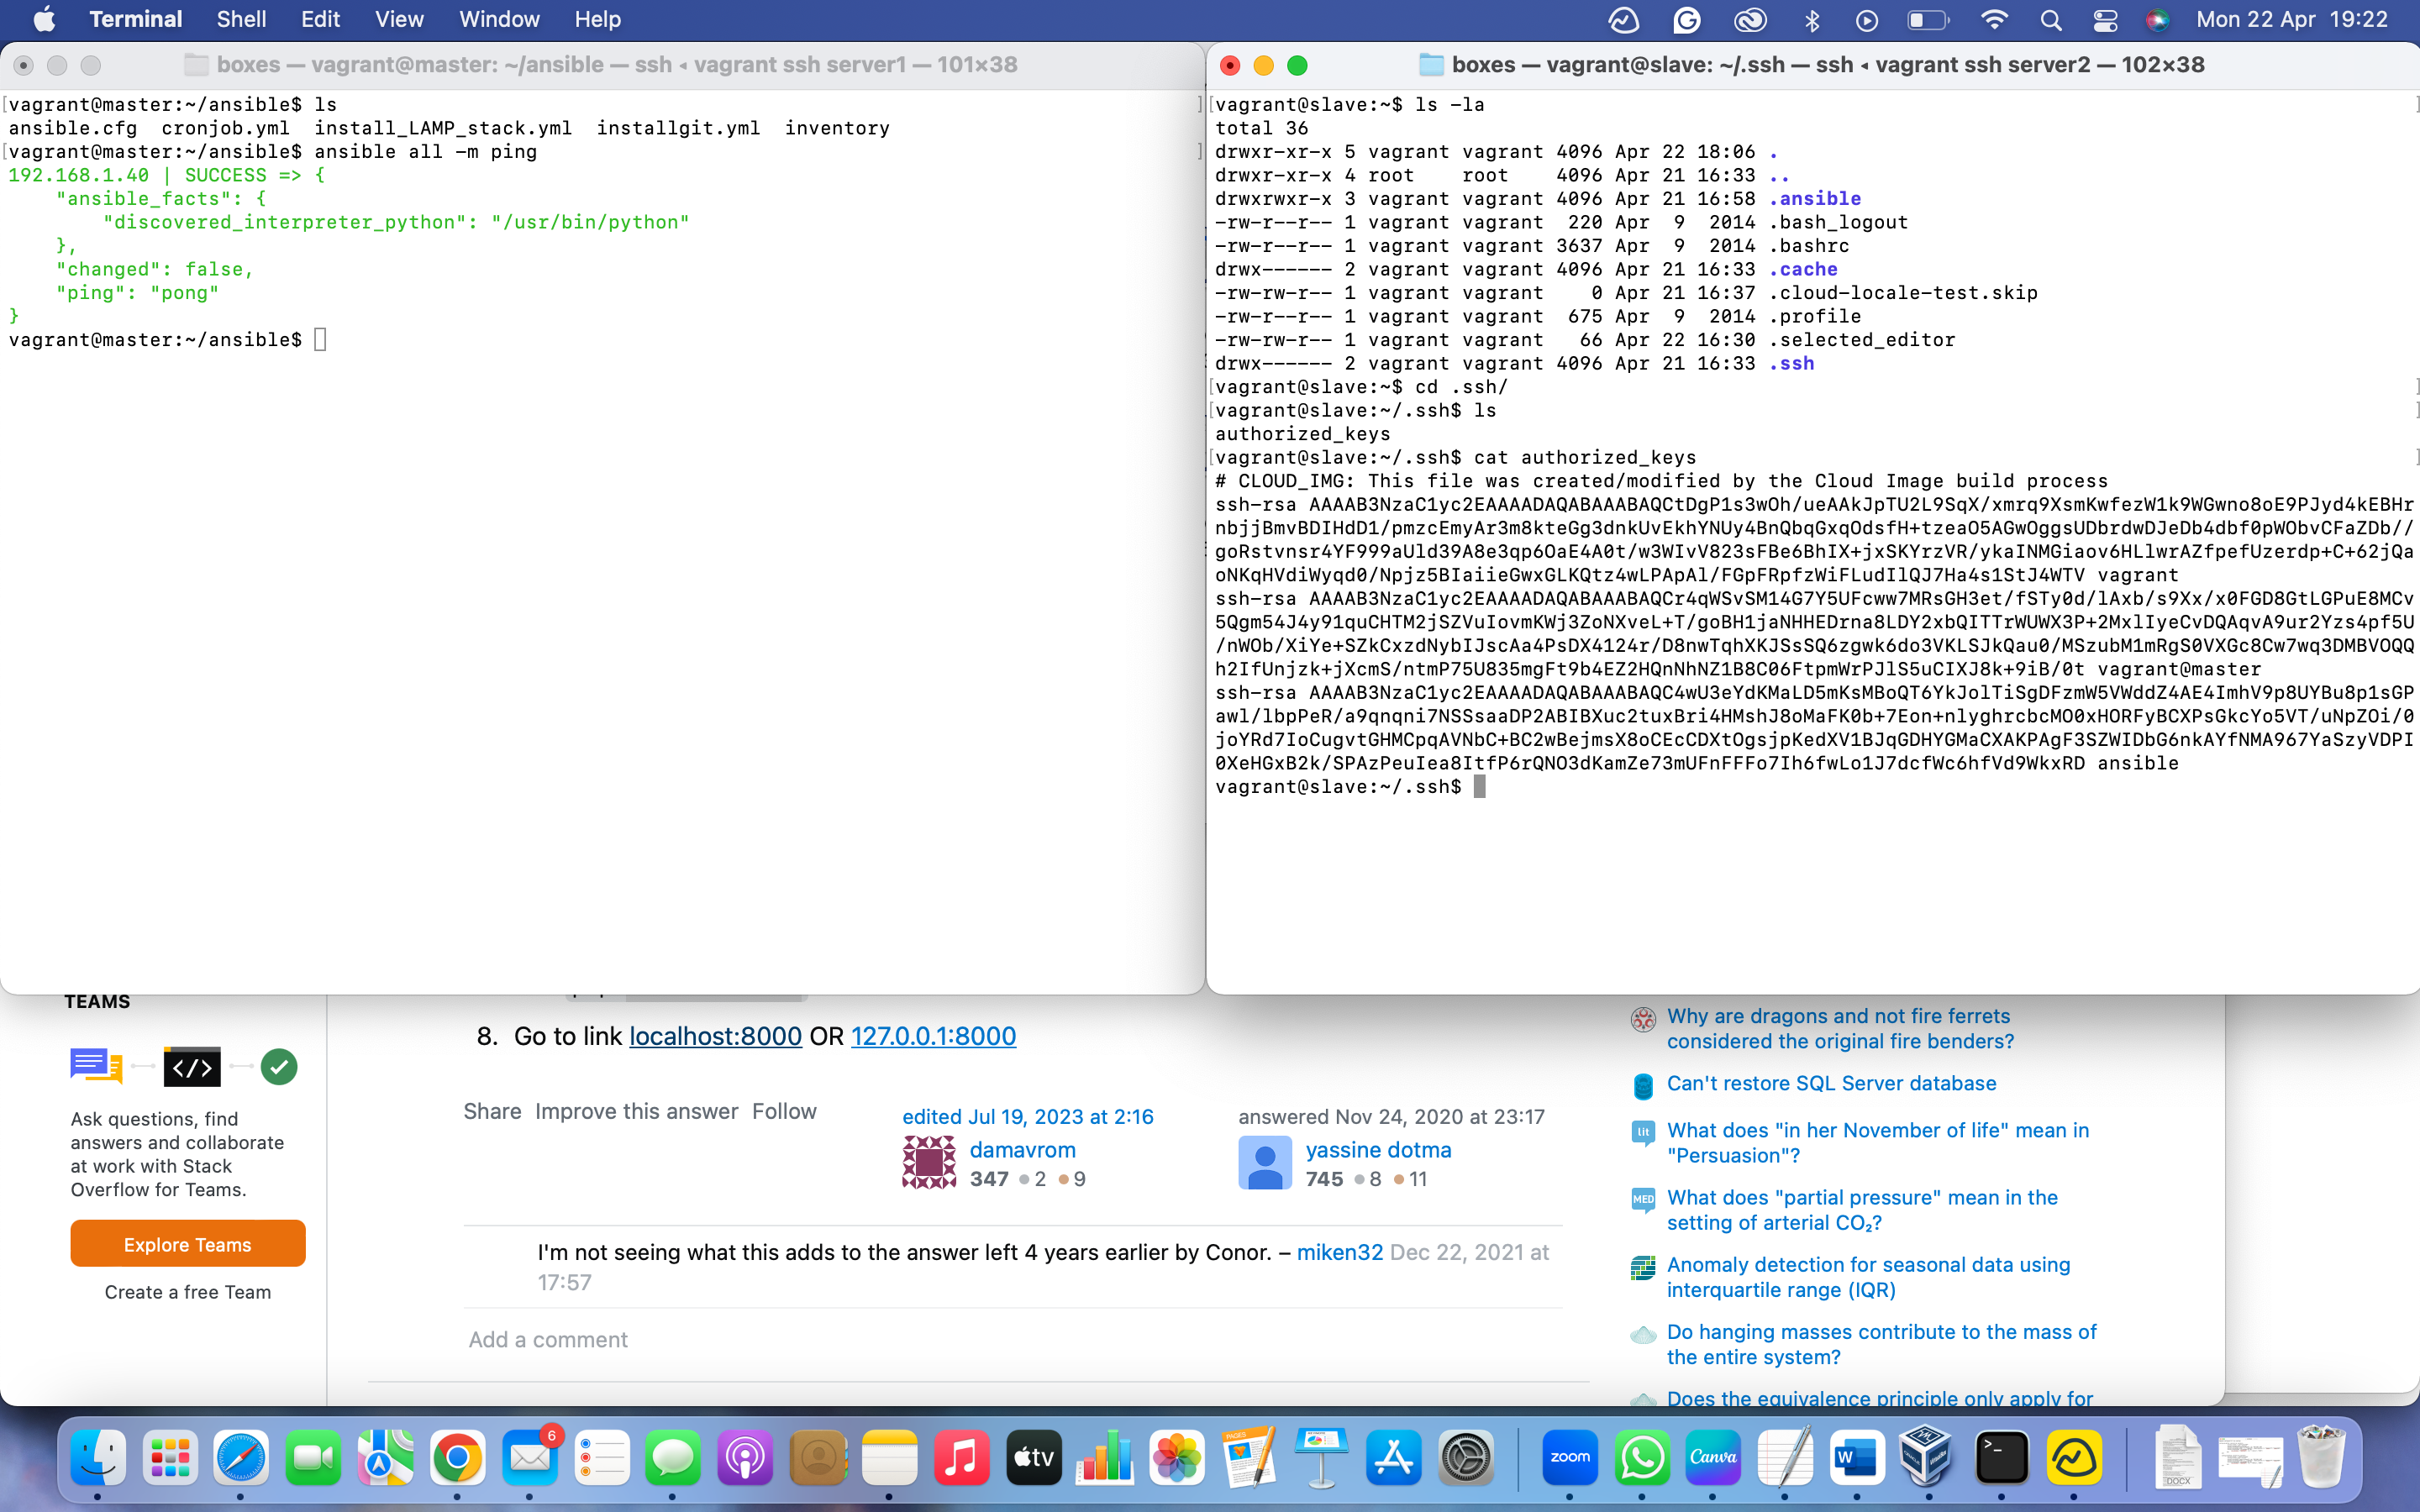 Terminal Shell Edit View Window Help
Mon 22 Apr 19:22
boxes — vagrant@master: ~/ansible — ssh ◂ vagrant ssh server1 — 101×38
[vagrant@master:~/ansible$ ls ]
ansible.cfg cronjob.yml install_LAMP_stack.yml installgit.yml inventory
[vagrant@master:~/ansible$ ansible all -m ping ]
192.168.1.40 | SUCCESS => {
"ansible_facts": {
"discovered_interpreter_python": "/usr/bin/python"
},
"changed": false,
"ping": "pong"
}
vagrant@master:~/ansible$
boxes — vagrant@slave: ~/.ssh — ssh ◂ vagrant ssh server2 — 102×38
[vagrant@slave:~$ ls -la ]
total 36
drwxr-xr-x 5 vagrant vagrant 4096 Apr 22 18:06 .
drwxr-xr-x 4 root root 4096 Apr 21 16:33 ..
drwxrwxr-x 3 vagrant vagrant 4096 Apr 21 16:58 .ansible
-rw-r--r-- 1 vagrant vagrant 220 Apr 9 2014 .bash_logout
-rw-r--r-- 1 vagrant vagrant 3637 Apr 9 2014 .bashrc
drwx------ 2 vagrant vagrant 4096 Apr 21 16:33 .cache
-rw-rw-r-- 1 vagrant vagrant 0 Apr 21 16:37 .cloud-locale-test.skip
-rw-r--r-- 1 vagrant vagrant 675 Apr 9 2014 .profile
-rw-rw-r-- 1 vagrant vagrant 66 Apr 22 16:30 .selected_editor
drwx------ 2 vagrant vagrant 4096 Apr 21 16:33 .ssh
[vagrant@slave:~$ cd .ssh/ ]
[vagrant@slave:~/.ssh$ ls ]
authorized_keys
[vagrant@slave:~/.ssh$ cat authorized_keys ]
# CLOUD_IMG: This file was created/modified by the Cloud Image build process
ssh-rsa AAAAB3NzaC1yc2EAAAADAQABAAABAQCtDgP1s3wOh/ueAAkJpTU2L9SqX/xmrq9XsmKwfezW1k9WGwno8oE9PJyd4kEBHr
nbjjBmvBDIHdD1/pmzcEmyAr3m8kteGg3dnkUvEkhYNUy4BnQbqGxqOdsfH+tzeaO5AGwOggsUDbrdwDJeDb4dbf0pWObvCFaZDb//
goRstvnsr4YF999aUld39A8e3qp6OaE4A0t/w3WIvV823sFBe6BhIX+jxSKYrzVR/ykaINMGiaov6HLlwrAZfpefUzerdp+C+62jQa
oNKqHVdiWyqd0/Npjz5BIaiieGwxGLKQtz4wLPApAl/FGpFRpfzWiFLudIlQJ7Ha4s1StJ4WTV vagrant
ssh-rsa AAAAB3NzaC1yc2EAAAADAQABAAABAQCr4qWSvSM14G7Y5UFcww7MRsGH3et/fSTy0d/lAxb/s9Xx/x0FGD8GtLGPuE8MCv
5Qgm54J4y91quCHTM2jSZVuIovmKWj3ZoNXveL+T/goBH1jaNHHEDrna8LDY2xbQITTrWUWX3P+2MxlIyeCvDQAqvA9ur2Yzs4pf5U
/nWOb/XiYe+SZkCxzdNybIJscAa4PsDX4124r/D8nwTqhXKJSsSQ6zgwk6do3VKLSJkQau0/MSzubM1mRgS0VXGc8Cw7wq3DMBVOQQ
h2IfUnjzk+jXcmS/ntmP75U835mgFt9b4EZ2HQnNhNZ1B8C06FtpmWrPJlS5uCIXJ8k+9iB/0t vagrant@master
ssh-rsa AAAAB3NzaC1yc2EAAAADAQABAAABAQC4wU3eYdKMaLD5mKsMBoQT6YkJolTiSgDFzmW5VWddZ4AE4ImhV9p8UYBu8p1sGP
awl/lbpPeR/a9qnqni7NSSsaaDP2ABIBXuc2tuxBri4HMshJ8oMaFK0b+7Eon+nlyghrcbcMO0xHORFyBCXPsGkcYo5VT/uNpZOi/0
joYRd7IoCugvtGHMCpqAVNbC+BC2wBejmsX8oCEcCDXtOgsjpKedXV1BJqGDHYGMaCXAKPAgF3SZWIDbG6nkAYfNMA967YaSzyVDPI
0XeHGxB2k/SPAzPeuIea8ItfP6rQNO3dKamZe73mUFnFFFo7Ih6fwLo1J7dcfWc6hfVd9WkxRD ansible
vagrant@slave:~/.ssh$
TEAMS
Ask questions, find
answers and collaborate
at work with Stack
Overflow for Teams.
Explore Teams
Create a free Team
8. Go to link localhost:8000 OR 127.0.0.1:8000
Share Improve this answer Follow
edited Jul 19, 2023 at 2:16
damavrom
347 2 9
answered Nov 24, 2020 at 23:17
yassine dotma
745 8 11
I'm not seeing what this adds to the answer left 4 years earlier by Conor. – miken32 Dec 22, 2021 at
17:57
Add a comment
Why are dragons and not fire ferrets
considered the original fire benders?
Can't restore SQL Server database
lit
What does "in her November of life" mean in
"Persuasion"?
MED
What does "partial pressure" mean in the
setting of arterial CO₂?
Anomaly detection for seasonal data using
interquartile range (IQR)
Do hanging masses contribute to the mass of
the entire system?
Does the equivalence principle only apply for
6
tv
PAGES
zoom
Canva
W
>_
DOCX